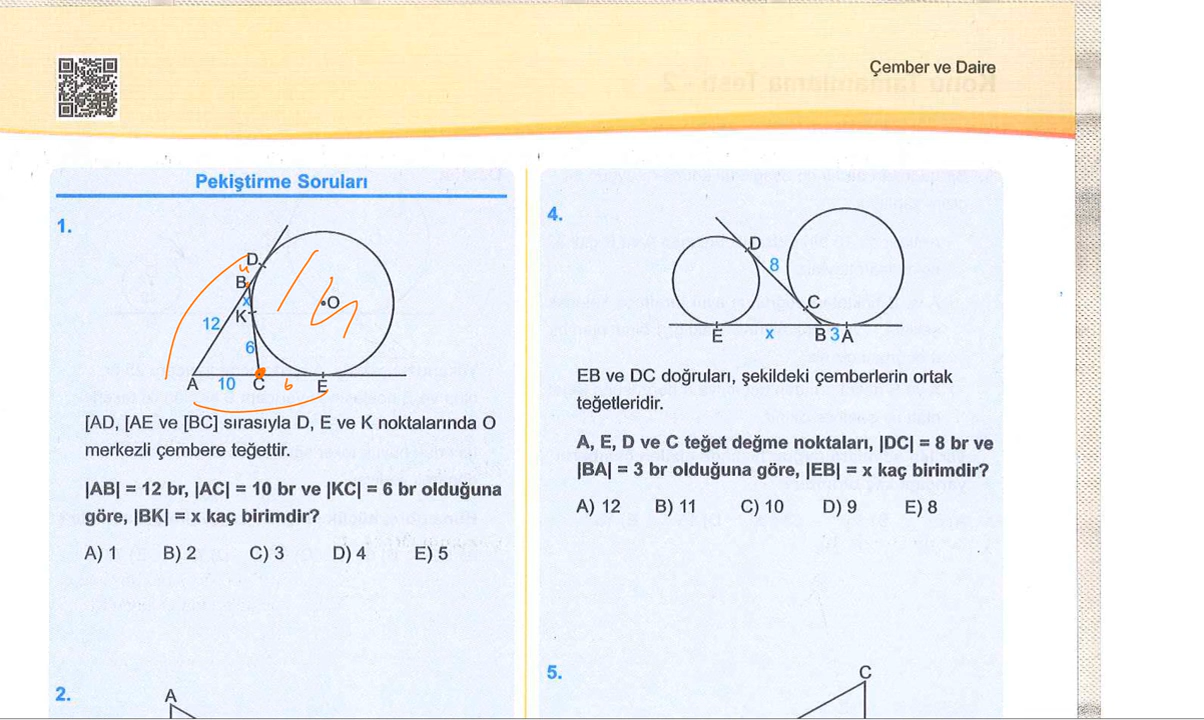 Çember ve Daire
Pekiştirme Soruları
1.
D
4
B
x
K
O
12
6
A 10 C 6 E
[AD, [AE ve [BC] sırasıyla D, E ve K noktalarında O
merkezli çembere teğettir.
|AB| = 12 br, |AC| = 10 br ve |KC| = 6 br olduğuna
göre, |BK| = x kaç birimdir?
A) 1 B) 2 C) 3 D) 4 E) 5
2.
A
4.
D
8
C
E x B 3 A
EB ve DC doğruları, şekildeki çemberlerin ortak
teğetleridir.
A, E, D ve C teğet değme noktaları, |DC| = 8 br ve
|BA| = 3 br olduğuna göre, |EB| = x kaç birimdir?
A) 12 B) 11 C) 10 D) 9 E) 8
5.
C